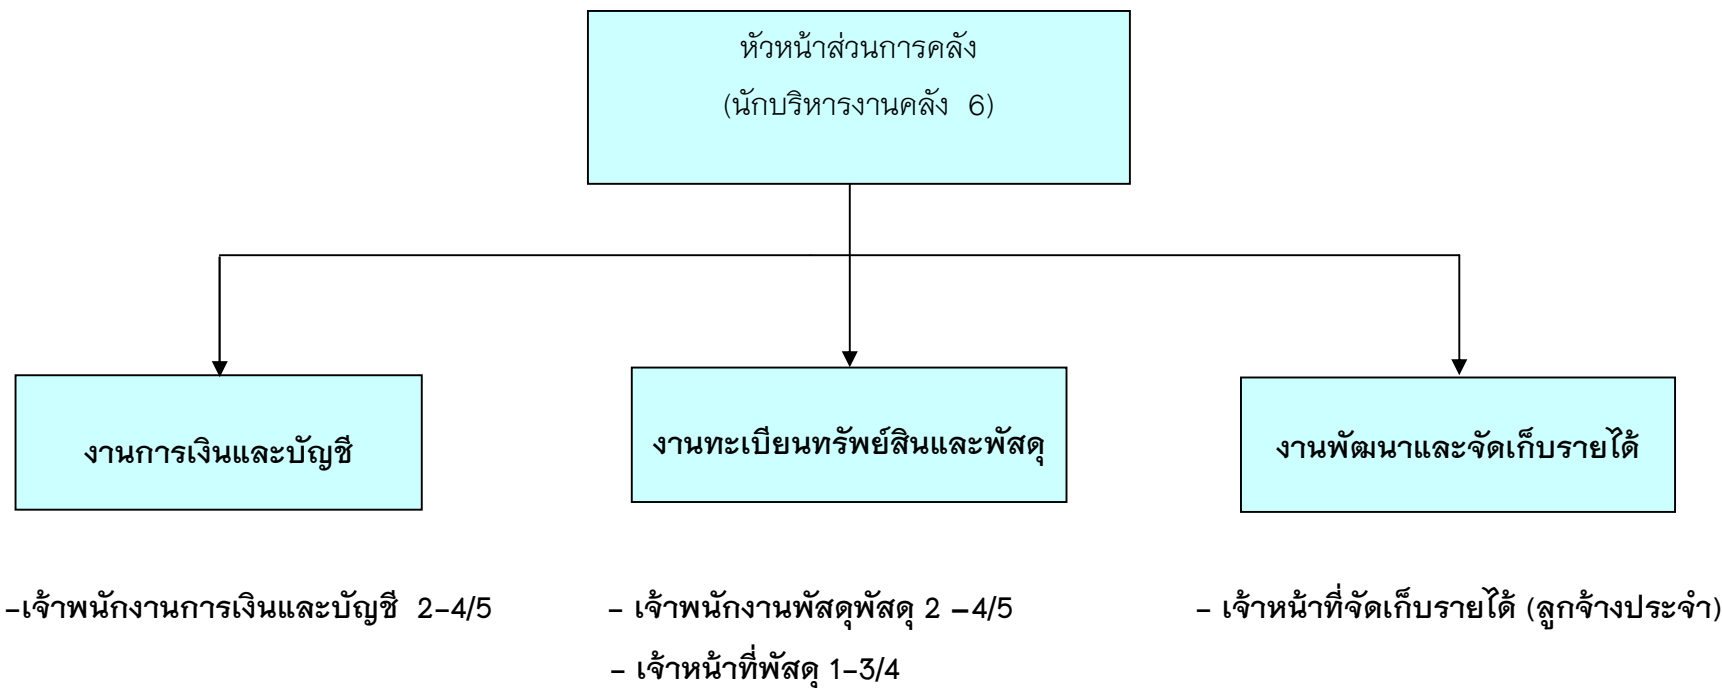 หัวหน้าส่วนการคลัง
(นักบริหารงานคลัง 6)
งานการเงินและบัญชี
งานทะเบียนทรัพย์สินและพัสดุ
งานพัฒนาและจัดเก็บรายได้
-เจ้าพนักงานการเงินและบัญชี 2-4/5
- เจ้าพนักงานพัสดุพัสดุ 2 –4/5
- เจ้าหน้าที่จัดเก็บรายได้ (ลูกจ้างประจำ)
- เจ้าหน้าที่พัสดุ 1-3/4